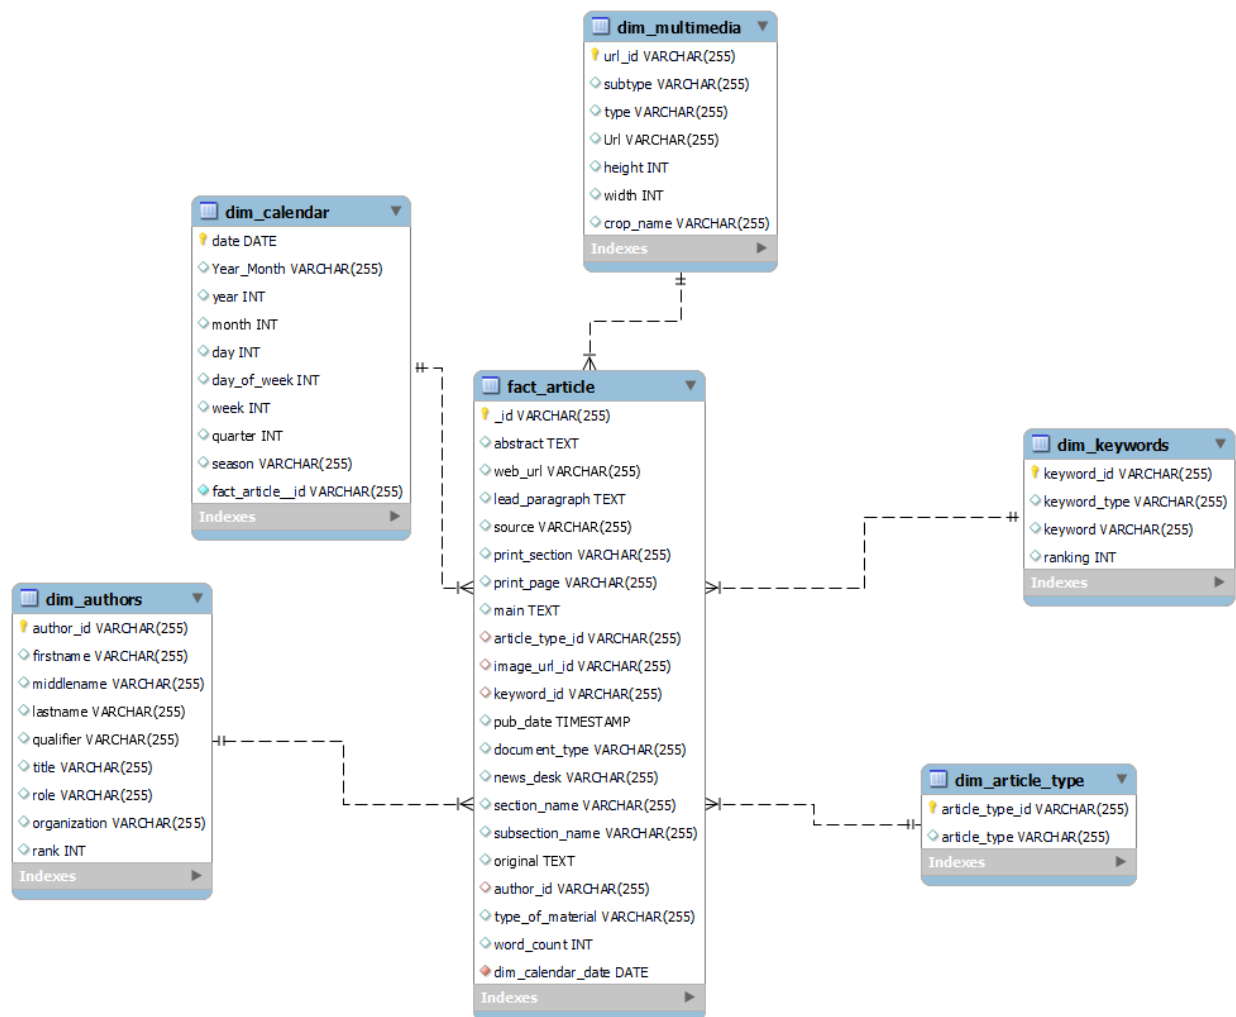 dim_multimedia
url_id VARCHAR(255)
subtype VARCHAR(255)
type VARCHAR(255)
Url VARCHAR(255)
height INT
width INT
crop_name VARCHAR(255)
Indexes
dim_calendar
date DATE
Year_Month VARCHAR(255)
year INT
month INT
day INT
day_of_week INT
week INT
quarter INT
season VARCHAR(255)
fact_article__id VARCHAR(255)
Indexes
fact_article
_id VARCHAR(255)
abstract TEXT
web_url VARCHAR(255)
lead_paragraph TEXT
source VARCHAR(255)
print_section VARCHAR(255)
print_page VARCHAR(255)
main TEXT
article_type_id VARCHAR(255)
image_url_id VARCHAR(255)
keyword_id VARCHAR(255)
pub_date TIMESTAMP
document_type VARCHAR(255)
news_desk VARCHAR(255)
section_name VARCHAR(255)
subsection_name VARCHAR(255)
original TEXT
author_id VARCHAR(255)
type_of_material VARCHAR(255)
word_count INT
dim_calendar_date DATE
Indexes
dim_keywords
keyword_id VARCHAR(255)
keyword_type VARCHAR(255)
keyword VARCHAR(255)
ranking INT
Indexes
dim_authors
author_id VARCHAR(255)
firstname VARCHAR(255)
middlename VARCHAR(255)
lastname VARCHAR(255)
qualifier VARCHAR(255)
title VARCHAR(255)
role VARCHAR(255)
organization VARCHAR(255)
rank INT
Indexes
dim_article_type
article_type_id VARCHAR(255)
article_type VARCHAR(255)
Indexes